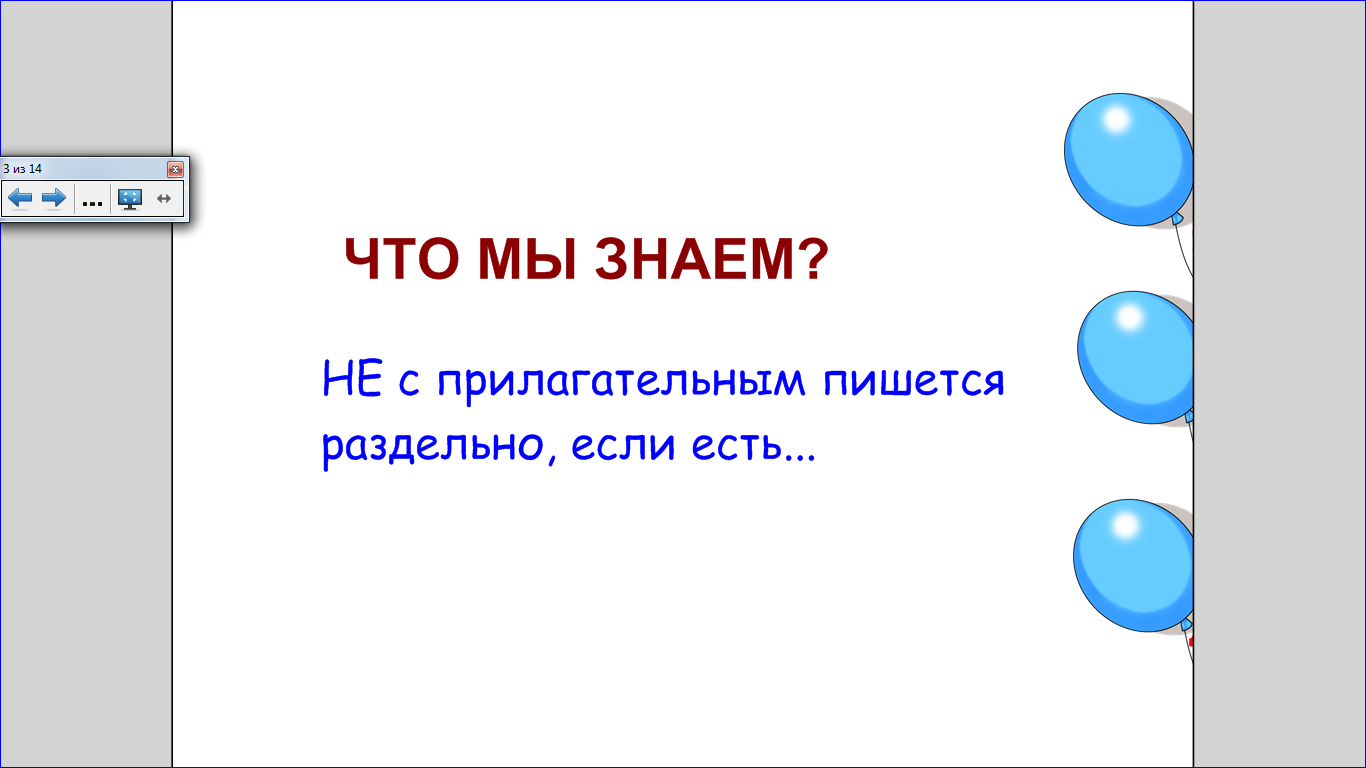 3 из 14
...
ЧТО МЫ ЗНАЕМ?
НЕ с прилагательным пишется
раздельно, если есть...